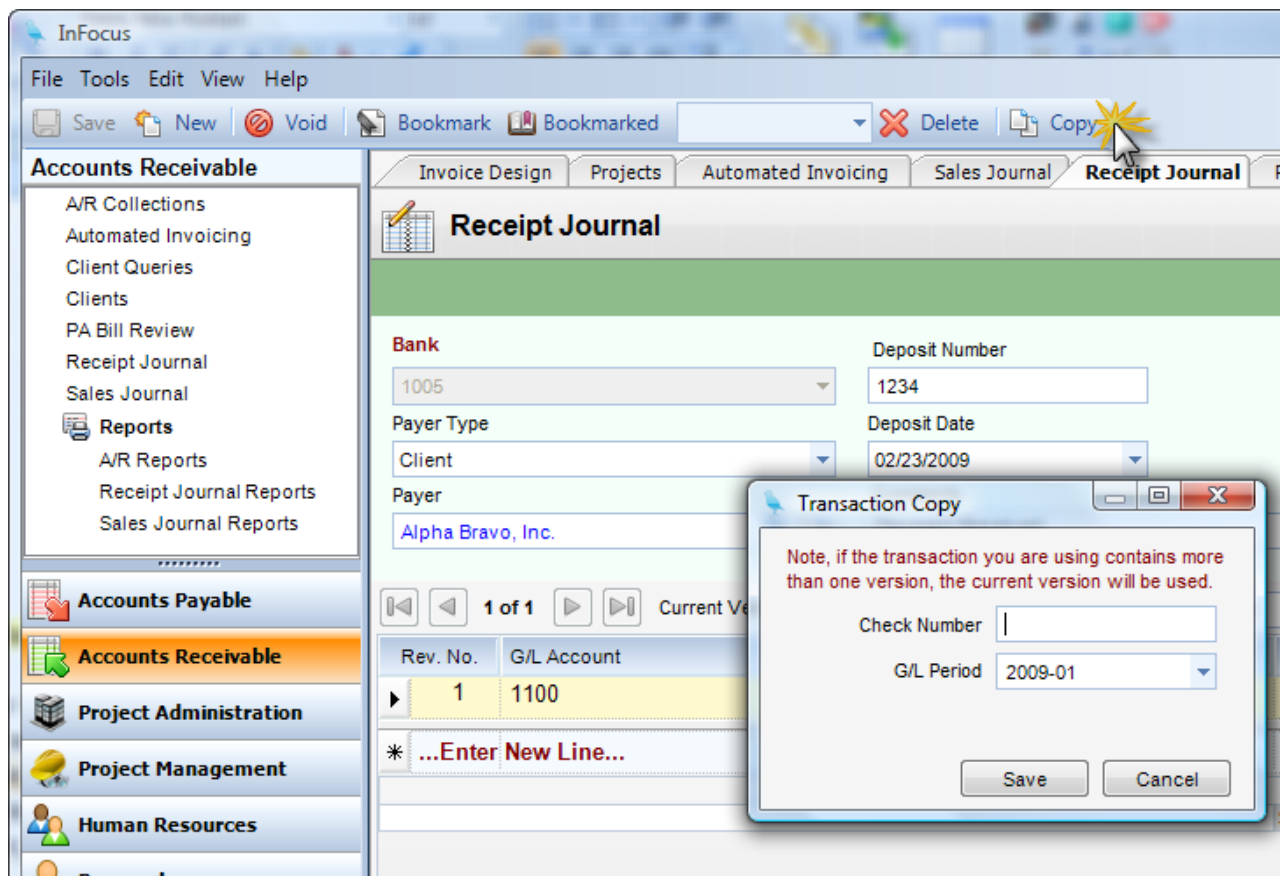 InFocus
File Tools Edit View Help
Save New Void Bookmark Bookmarked Delete Copy
Accounts Receivable
A/R Collections
Automated Invoicing
Client Queries
Clients
PA Bill Review
Receipt Journal
Sales Journal
Reports
A/R Reports
Receipt Journal Reports
Sales Journal Reports
Accounts Payable
Accounts Receivable
Project Administration
Project Management
Human Resources
Invoice Design Projects Automated Invoicing Sales Journal Receipt Journal
Receipt Journal
Bank
1005
Deposit Number
1234
Payer Type
Client
Deposit Date
02/23/2009
Payer
Alpha Bravo, Inc.
1 of 1 Current Ve
Rev. No. G/L Account
1 1100
...Enter New Line...
Transaction Copy
Note, if the transaction you are using contains more
than one version, the current version will be used.
Check Number
G/L Period 2009-01
Save Cancel